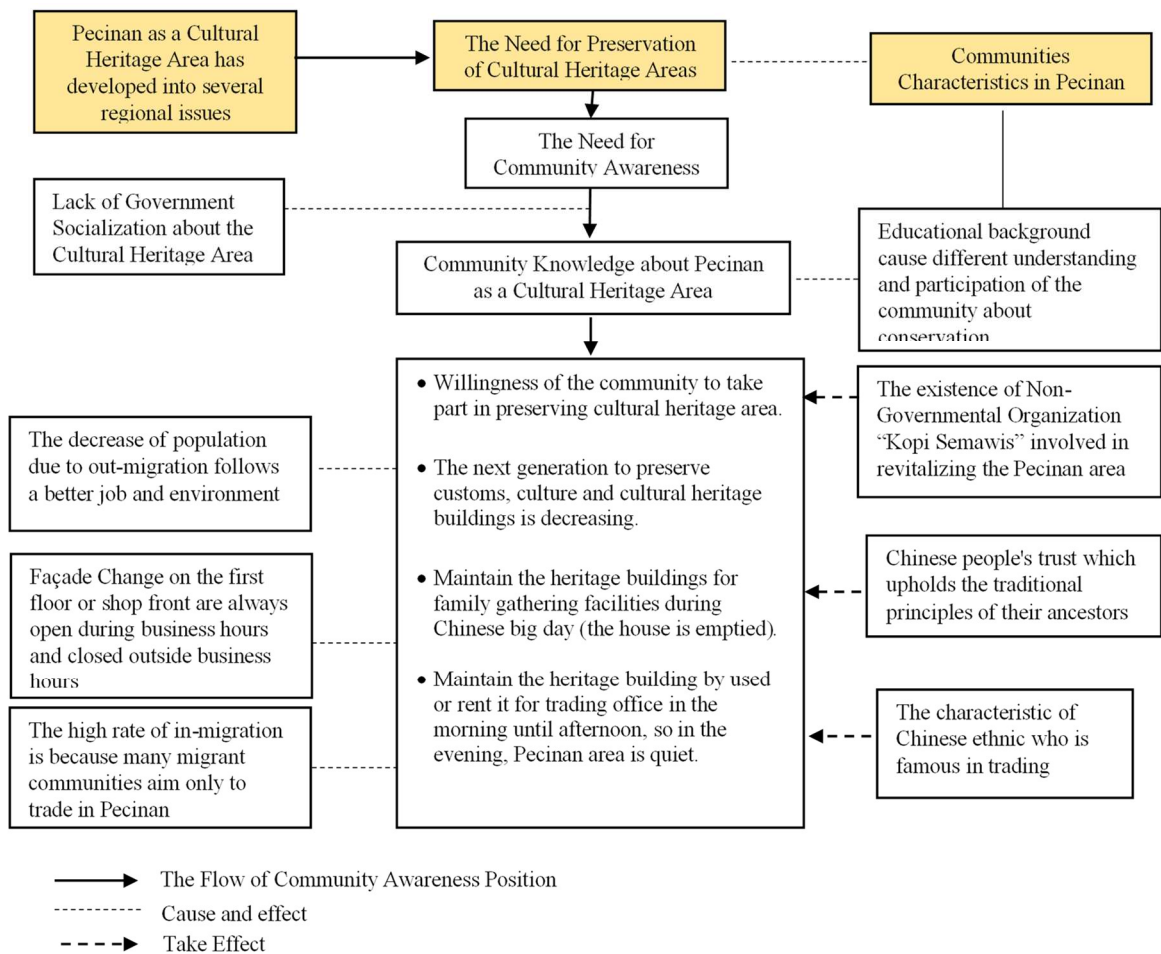 Pecinan as a Cultural
Heritage Area has
developed into several
regional issues
The Need for Preservation
of Cultural Heritage Areas
Communities
Characteristics in Pecinan
The Need for
Community Awareness
Lack of Government
Socialization about the
Cultural Heritage Area
Community Knowledge about Pecinan
as a Cultural Heritage Area
Educational background
cause different understanding
and participation of the
community about
conservation
• Willingness of the community to take
part in preserving cultural heritage area.
• The next generation to preserve
customs, culture and cultural heritage
buildings is decreasing.
• Maintain the heritage buildings for
family gathering facilities during
Chinese big day (the house is emptied).
• Maintain the heritage building by used
or rent it for trading office in the
morning until afternoon, so in the
evening, Pecinan area is quiet.
The decrease of population
due to out-migration follows
a better job and environment
Façade Change on the first
floor or shop front are always
open during business hours
and closed outside business
hours
The high rate of in-migration
is because many migrant
communities aim only to
trade in Pecinan
The existence of Non-
Governmental Organization
“Kopi Semawis” involved in
revitalizing the Pecinan area
Chinese people's trust which
upholds the traditional
principles of their ancestors
The characteristic of
Chinese ethnic who is
famous in trading
The Flow of Community Awareness Position
Cause and effect
Take Effect